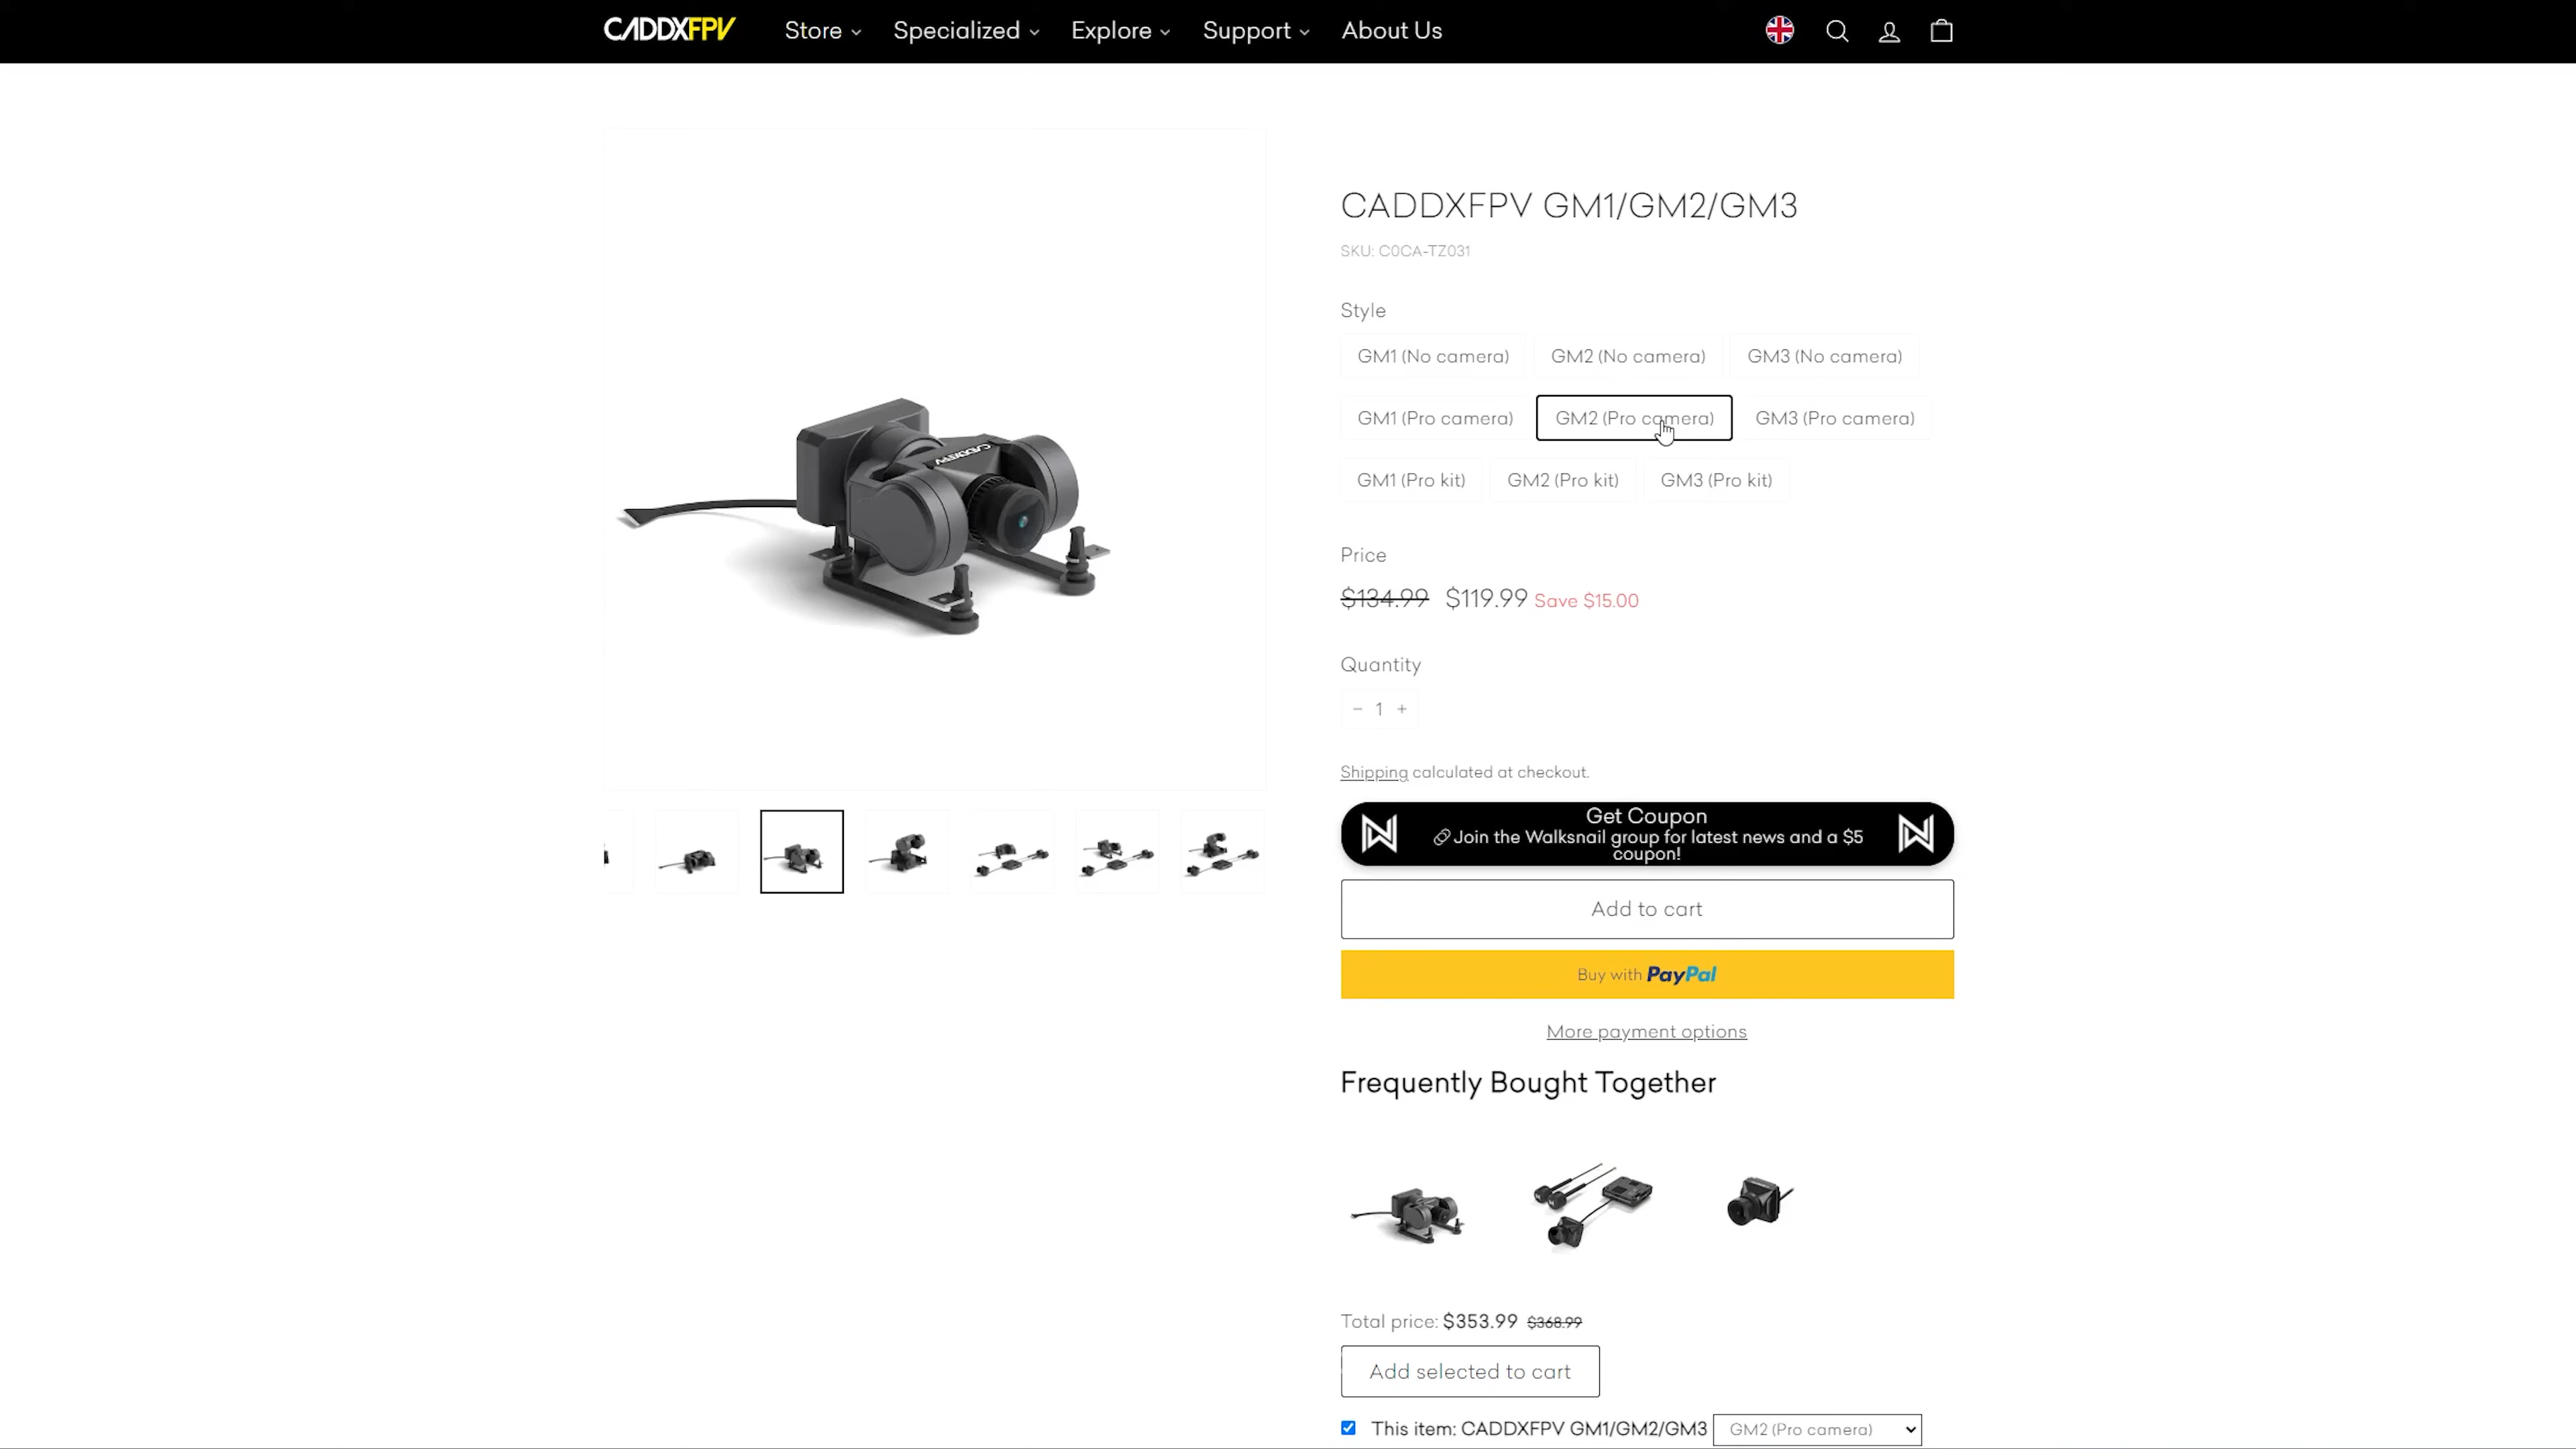 CADDXFPV
Store
Specialized
Explore
Support
About Us
CADDXFPV
CADDXFPV GM1/GM2/GM3
SKU: C0CA-TZ031
Style
GM1 (No camera)
GM2 (No camera)
GM3 (No camera)
GM1 (Pro camera)
GM2 (Pro camera)
GM3 (Pro camera)
GM1 (Pro kit)
GM2 (Pro kit)
GM3 (Pro kit)
Price
$134.99 $119.99 Save $15.00
Quantity
− 1 +
Shipping calculated at checkout.
Get Coupon
Join the Walksnail group for latest news and a $5
coupon!
Add to cart
Buy with PayPal
More payment options
Frequently Bought Together
Total price: $353.99 $368.99
Add selected to cart
This item: CADDXFPV GM1/GM2/GM3 GM2 (Pro camera)